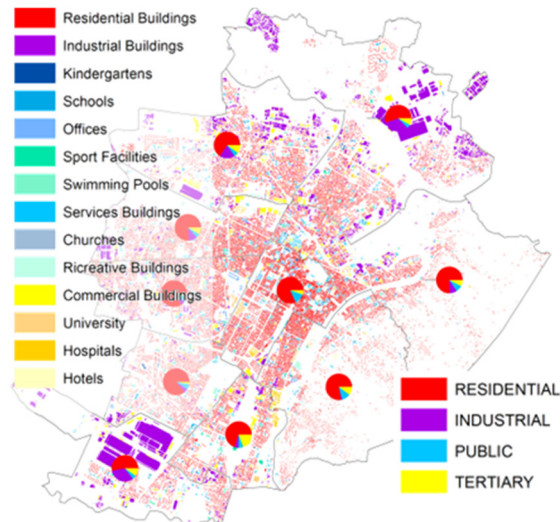 Residential Buildings
Industrial Buildings
Kindergartens
Schools
Offices
Sport Facilities
Swimming Pools
Services Buildings
Churches
Ricreative Buildings
Commercial Buildings
University
Hospitals
Hotels
RESIDENTIAL
INDUSTRIAL
PUBLIC
TERTIARY